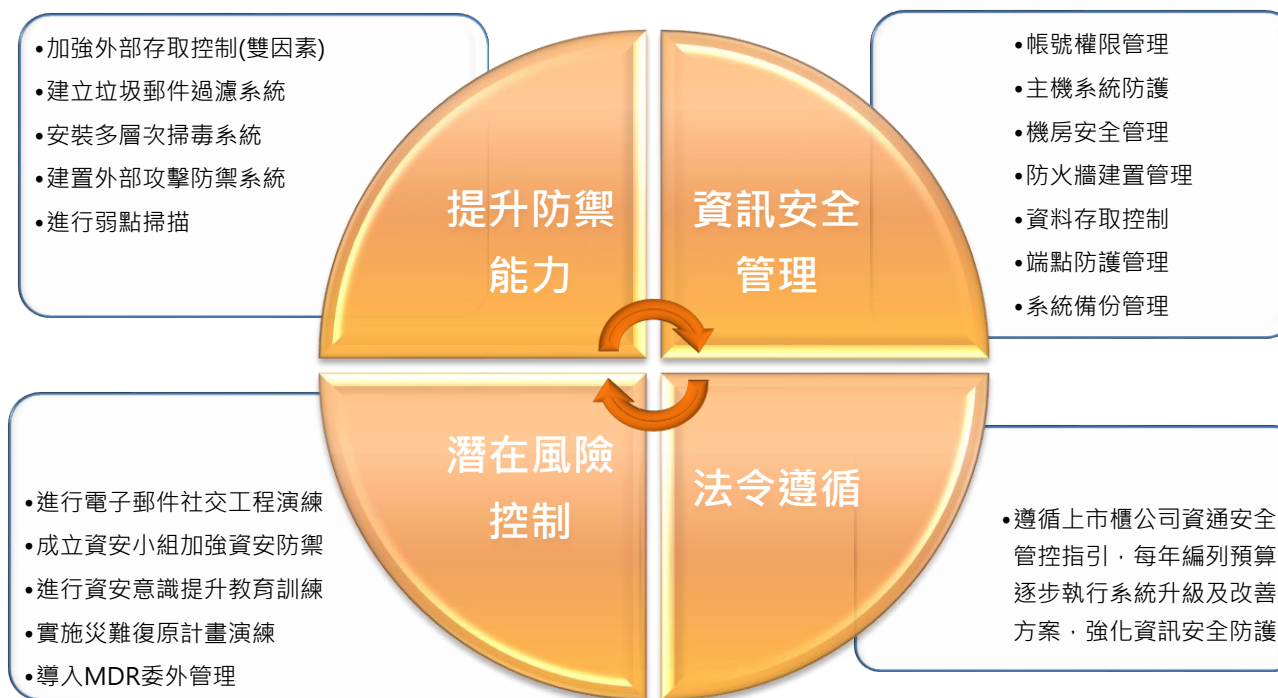 •加強外部存取控制(雙因素)
•建立垃圾郵件過濾系統
•安裝多層次掃毒系統
•建置外部攻擊防禦系統
•進行弱點掃描
提升防禦
能力
資訊安全
管理
•帳號權限管理
•主機系統防護
•機房安全管理
•防火牆建置管理
•資料存取控制
•端點防護管理
•系統備份管理
•進行電子郵件社交工程演練
•成立資安小組加強資安防禦
•進行資安意識提升教育訓練
•實施災難復原計畫演練
•導入MDR委外管理
潛在風險
控制
法令遵循
•遵循上市櫃公司資通安全
管控指引，每年編列預算
逐步執行系統升級及改善
方案，強化資訊安全防護